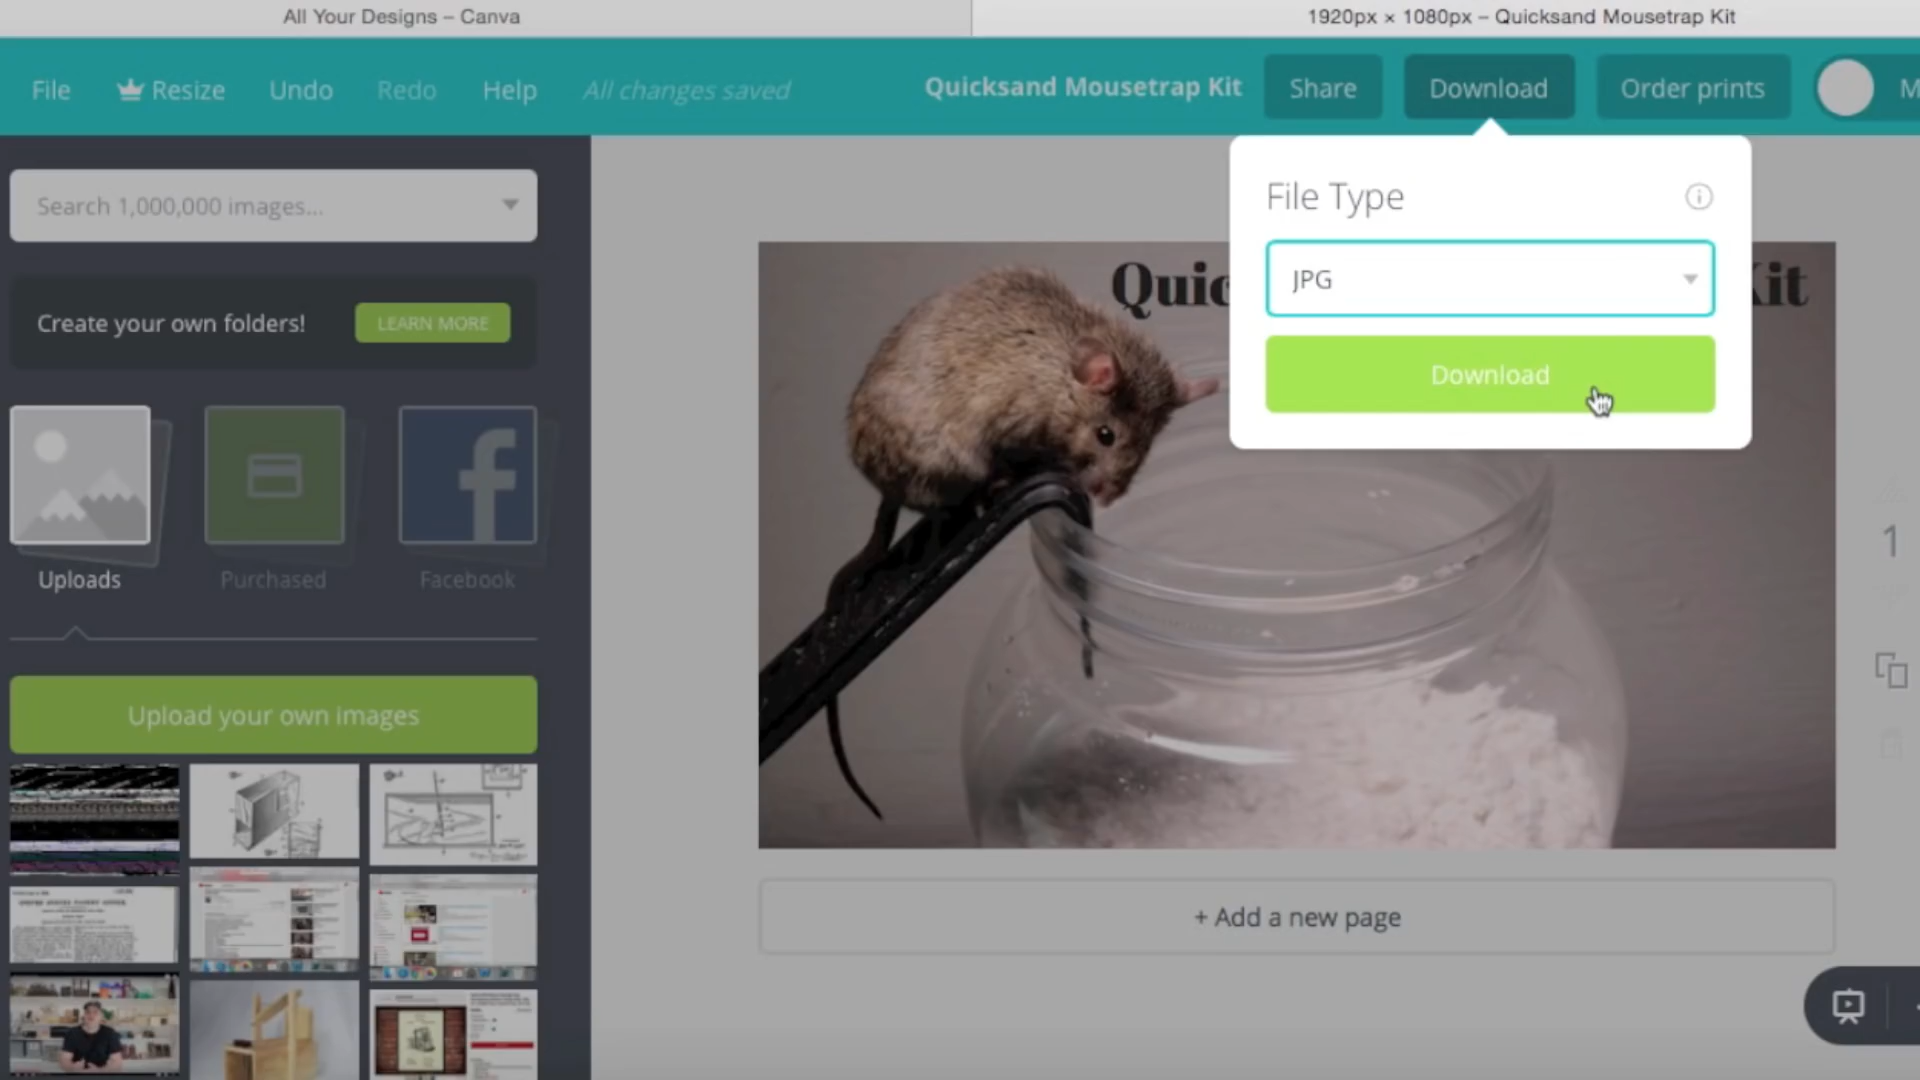 All Your Designs – Canva
1920px × 1080px – Quicksand Mousetrap Kit
File
Resize
Undo
Redo
Help
All changes saved
Quicksand Mousetrap Kit
Share
Download
Order prints
M
Search 1,000,000 images...
File Type
JPG
Download
Create your own folders!
LEARN MORE
Quic
Kit
Uploads
Purchased
Facebook
1
Upload your own images
+ Add a new page